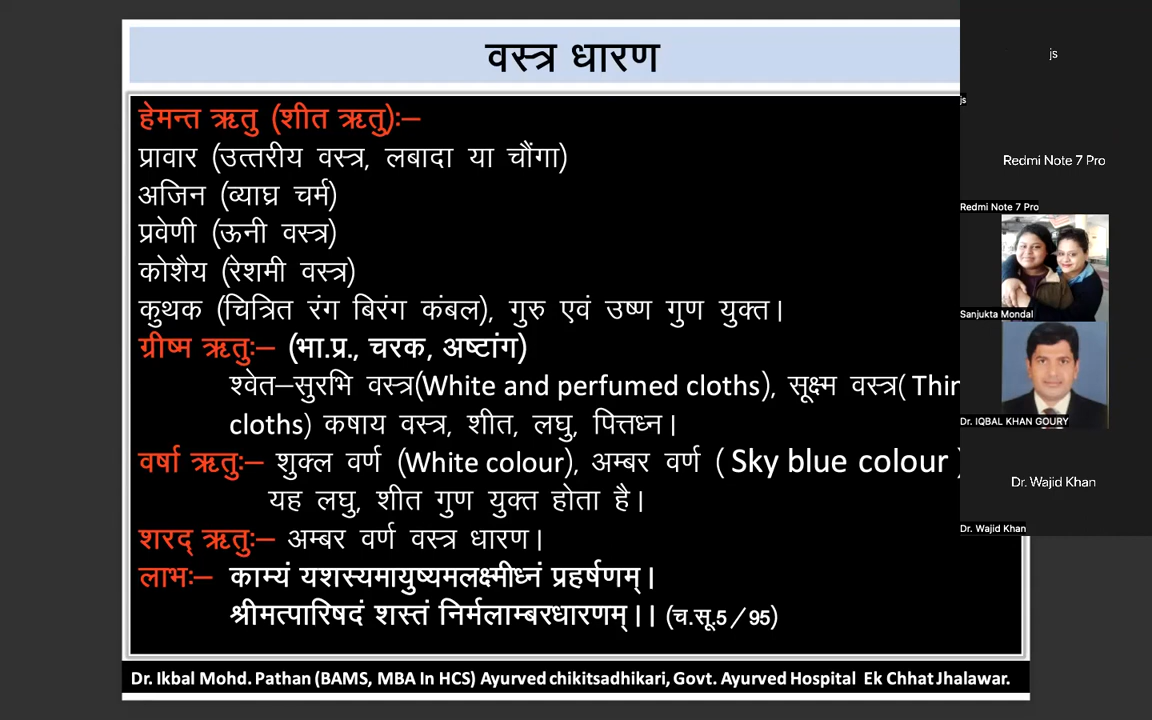 वस्त्र धारण
हेमन्त ऋतु (शीत ऋतु):–
प्रावार (उत्तरीय वस्त्र, लबादा या चौंगा)
अजिन (व्याघ्र चर्म)
प्रवेणी (ऊनी वस्त्र)
कोशैय (रेशमी वस्त्र)
कुथक (चित्रित रंग बिरंग कंबल), गुरु एवं उष्ण गुण युक्त।
ग्रीष्म ऋतुः– (भा.प्र., चरक, अष्टांग)
श्वेत–सुरभि वस्त्र(White and perfumed cloths), सूक्ष्म वस्त्र( Thin
cloths) कषाय वस्त्र, शीत, लघु, पित्तध्न।
वर्षा ऋतुः– शुक्ल वर्ण (White colour), अम्बर वर्ण ( Sky blue colour )
यह लघु, शीत गुण युक्त होता है।
शरद् ऋतुः– अम्बर वर्ण वस्त्र धारण।
लाभः– काम्यं यशस्यमायुष्यमलक्ष्मीध्नं प्रहर्षणम्।
श्रीमत्पारिषदं शस्तं निर्मलाम्बरधारणम्।। (च.सू.5/95)
Dr. Ikbal Mohd. Pathan (BAMS, MBA In HCS) Ayurved chikitsadhikari, Govt. Ayurved Hospital Ek Chhat Jhalawar.
js
js
Redmi Note 7 Pro
Redmi Note 7 Pro
Sanjukta Mondal
Dr. IQBAL KHAN GOURY
Dr. Wajid Khan
Dr. Wajid Khan